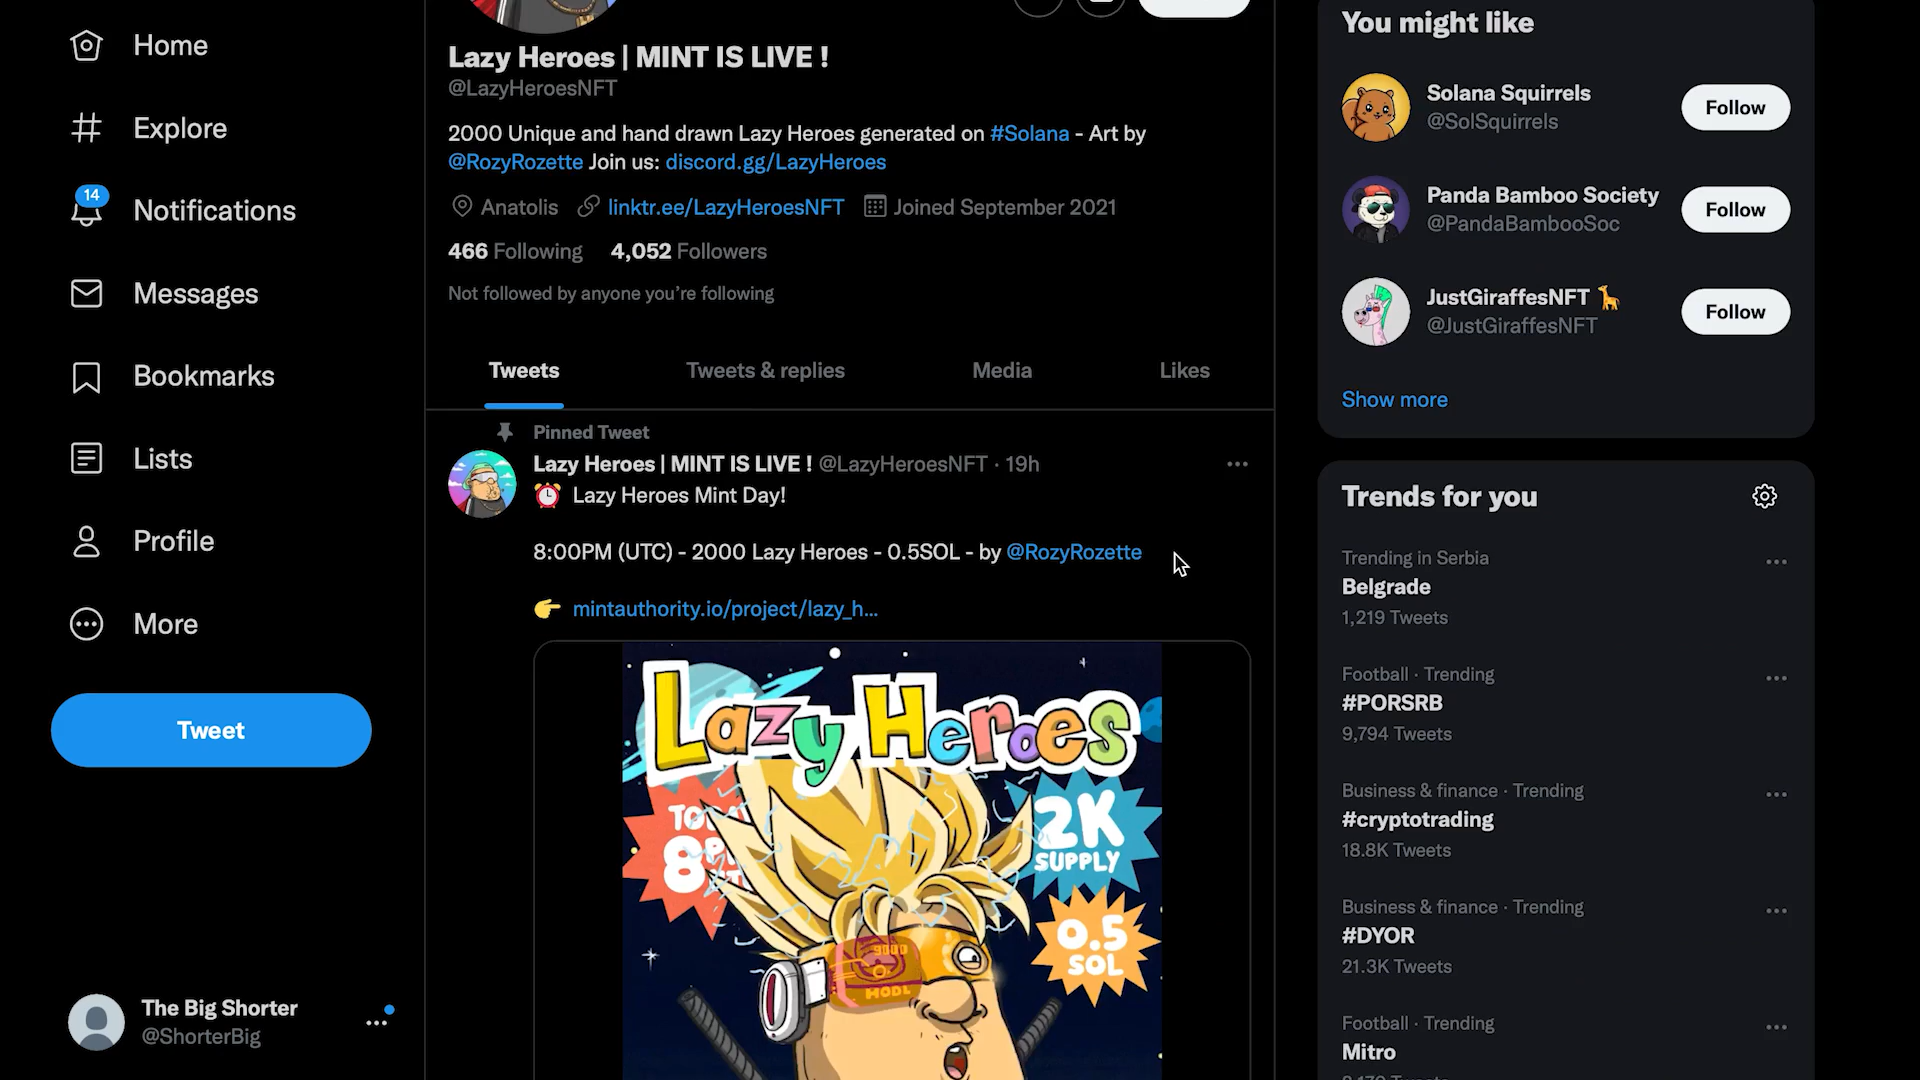 Home
Explore
14
Notifications
Messages
Bookmarks
Lists
Profile
More
Tweet
The Big Shorter
@ShorterBig
Lazy Heroes | MINT IS LIVE !
@LazyHeroesNFT
2000 Unique and hand drawn Lazy Heroes generated on #Solana - Art by
@RozyRozette Join us: discord.gg/LazyHeroes
Anatolis linktr.ee/LazyHeroesNFT Joined September 2021
466 Following 4,052 Followers
Not followed by anyone you're following
Tweets Tweets & replies Media Likes
Pinned Tweet
Lazy Heroes | MINT IS LIVE ! @LazyHeroesNFT · 19h
Lazy Heroes Mint Day!
8:00PM (UTC) - 2000 Lazy Heroes - 0.5SOL - by @RozyRozette
👉 mintauthority.io/project/lazy_h...
Lazy Heroes
2K
SUPPLY
0.5
SOL
HODL
You might like
Solana Squirrels
@SolSquirrels
Follow
Panda Bamboo Society
@PandaBambooSoc
Follow
JustGiraffesNFT 🦒
@JustGiraffesNFT
Follow
Show more
Trends for you
Trending in Serbia
Belgrade
1,219 Tweets
Football · Trending
#PORSRB
9,794 Tweets
Business & finance · Trending
#cryptotrading
18.8K Tweets
Business & finance · Trending
#DYOR
21.3K Tweets
Football · Trending
Mitro